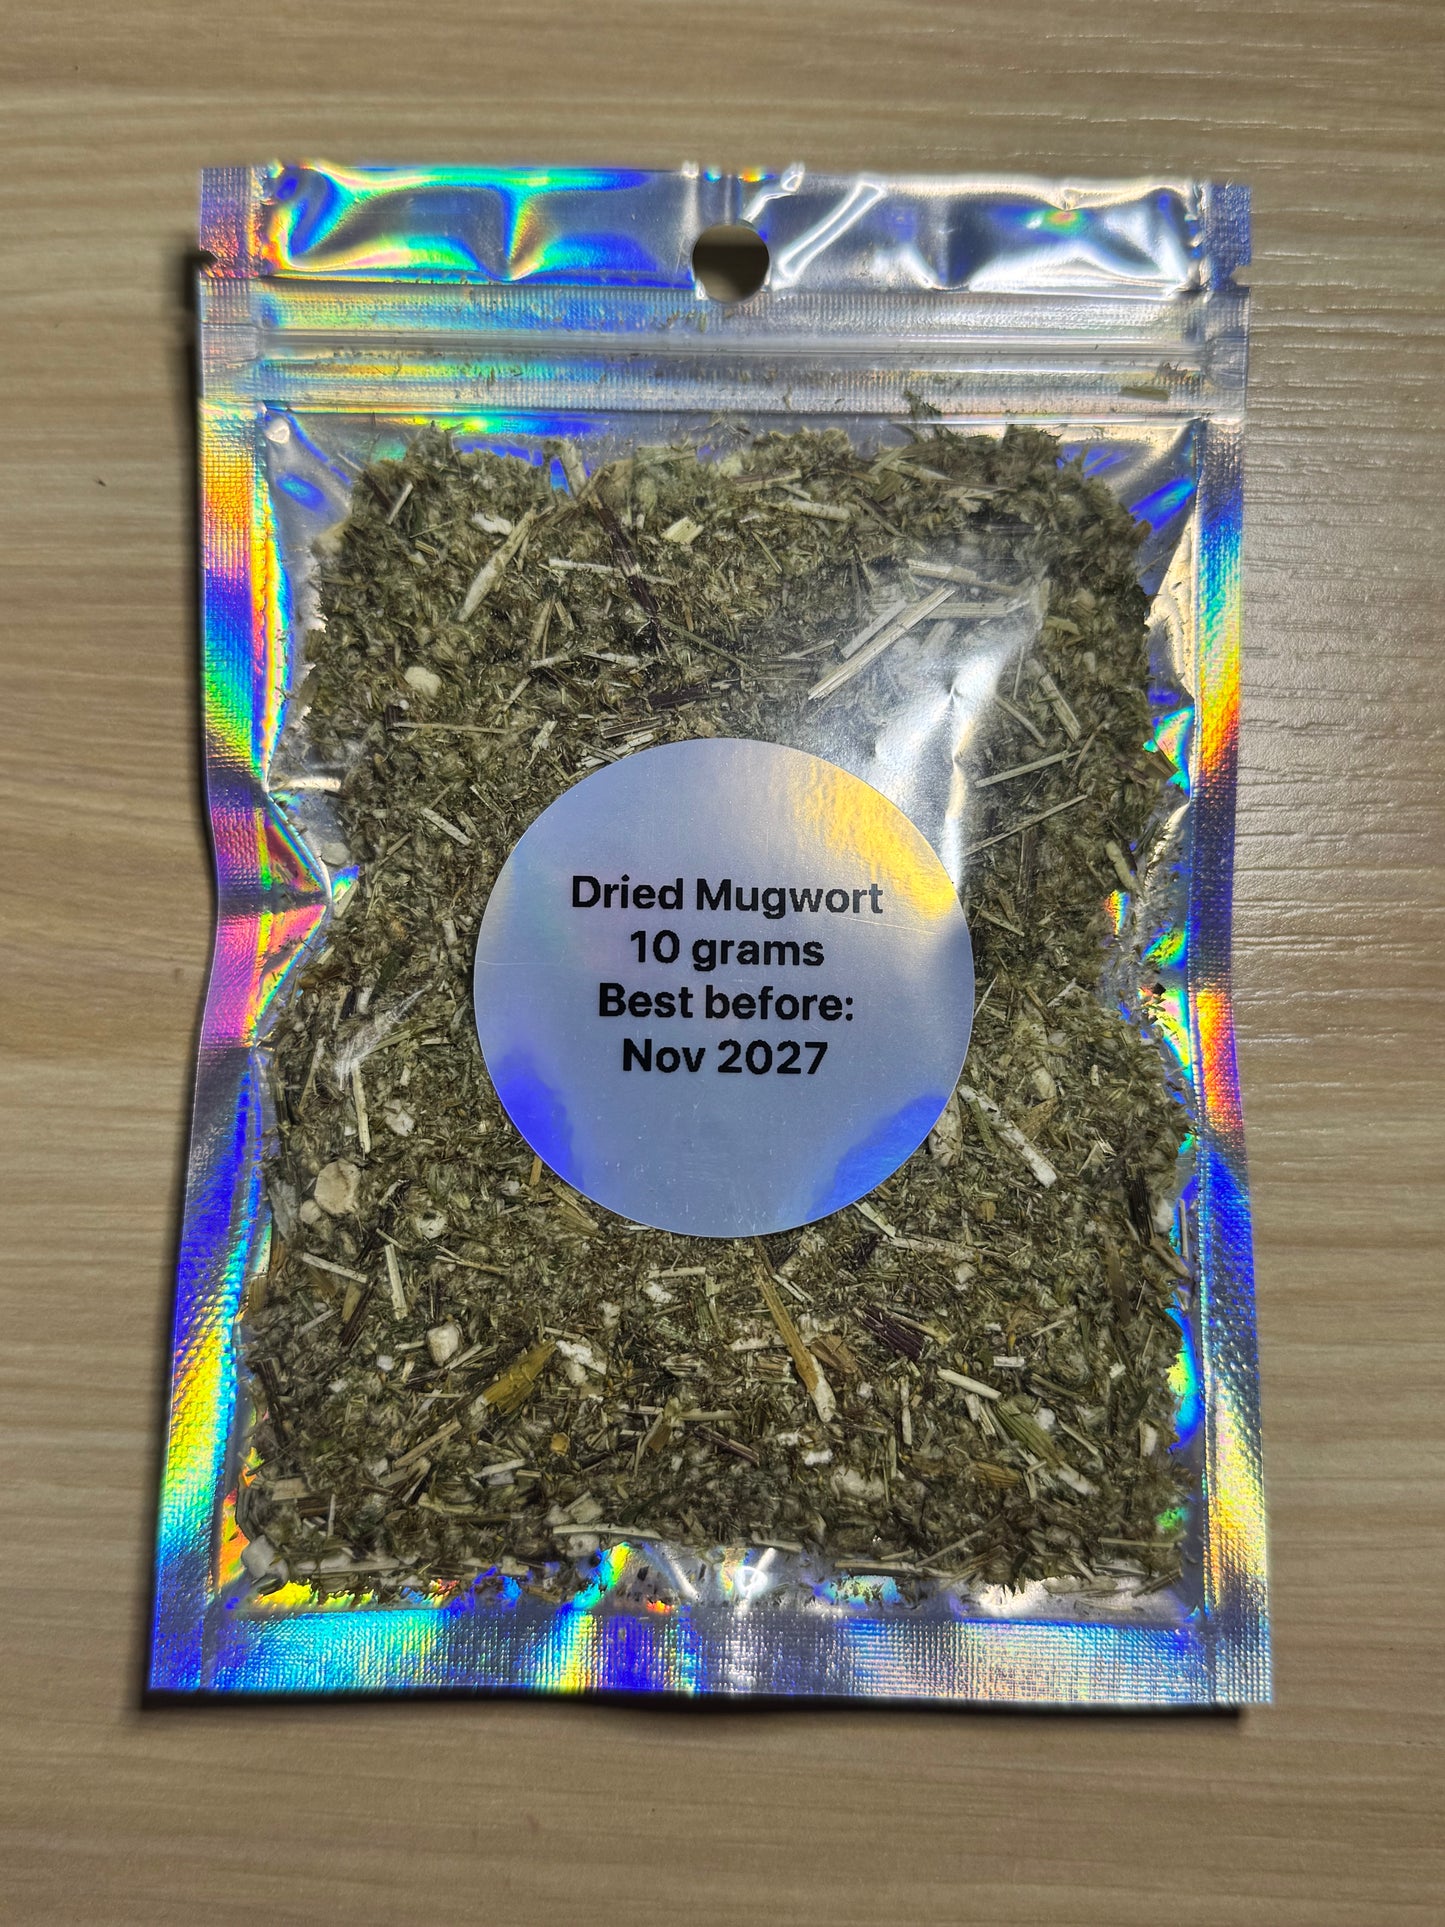 Dried Mugwort
10 grams
Best before:
Nov 2027